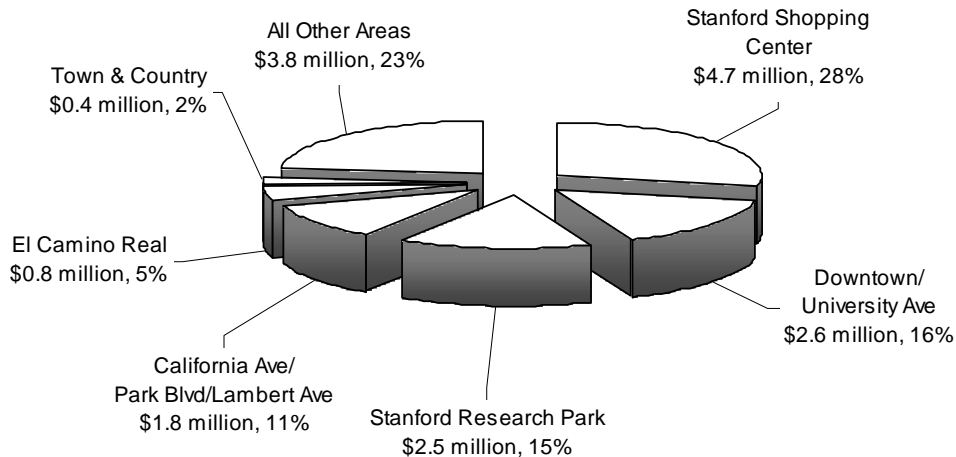 All Other Areas
$3.8 million, 23%
Stanford Shopping
Center
$4.7 million, 28%
Town & Country
$0.4 million, 2%
El Camino Real
$0.8 million, 5%
Downtown/
University Ave
$2.6 million, 16%
California Ave/
Park Blvd/Lambert Ave
$1.8 million, 11%
Stanford Research Park
$2.5 million, 15%